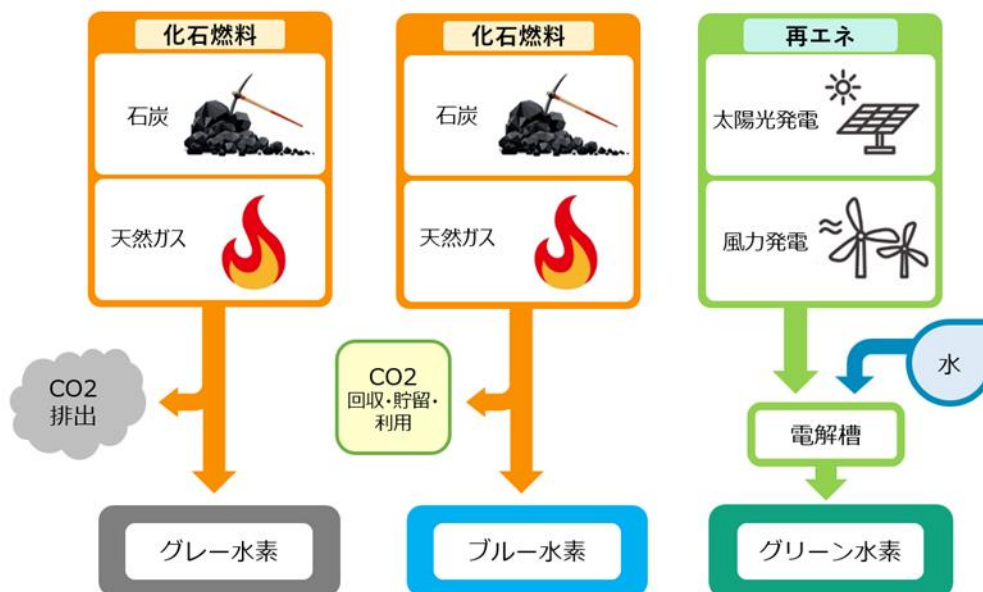 化石燃料
石炭
天然ガス
CO2
排出
グレー水素
化石燃料
石炭
天然ガス
CO2
回収・貯留・
利用
ブルー水素
再エネ
太陽光発電
風力発電
水
電解槽
グリーン水素